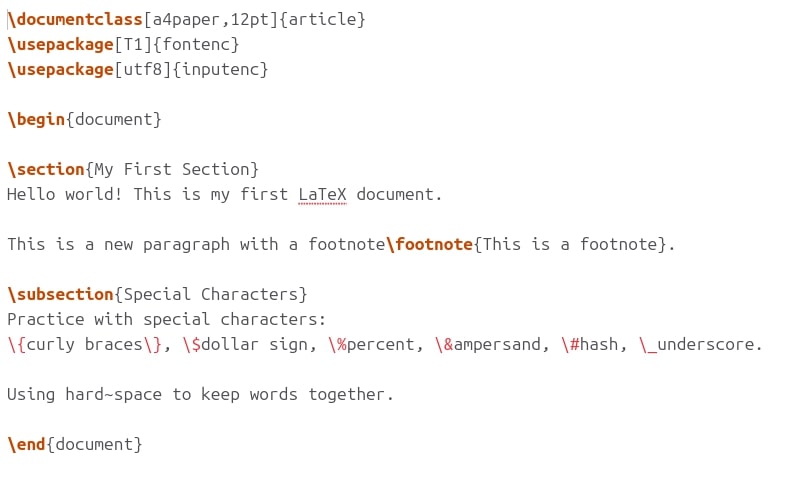 \documentclass[a4paper,12pt]{article}
\usepackage[T1]{fontenc}
\usepackage[utf8]{inputenc}
\begin{document}
\section{My First Section}
Hello world! This is my first LaTeX document.
This is a new paragraph with a footnote\footnote{This is a footnote}.
\subsection{Special Characters}
Practice with special characters:
\{curly braces\}, \$dollar sign, \%percent, \&ampersand, \#hash, \_underscore.
Using hard~space to keep words together.
\end{document}